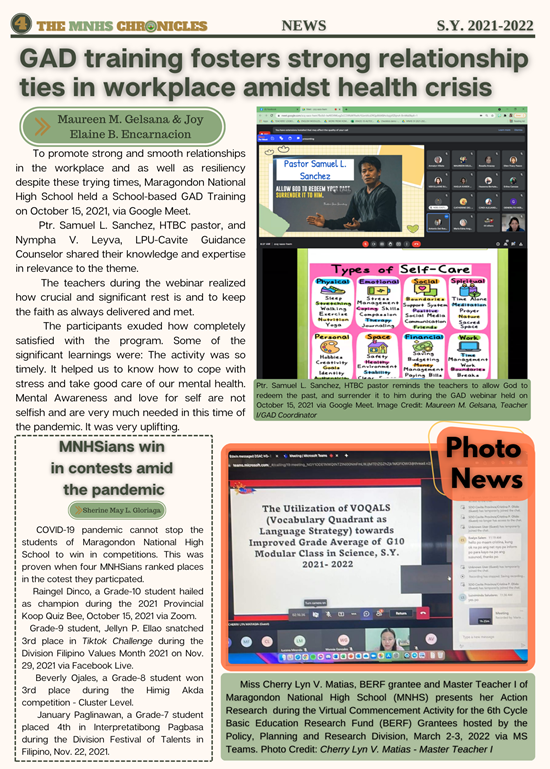 4 THE MNHS CHRONICLES
NEWS
S.Y. 2021-2022
GAD training fosters strong relationship
ties in workplace amidst health crisis
Maureen M. Gelsana & Joy
Elaine B. Encarnacion
To promote strong and smooth relationships
in the workplace and as well as resiliency
despite these trying times, Maragondon National
High School held a School-based GAD Training
on October 15, 2021, via Google Meet.
Ptr. Samuel L. Sanchez, HTBC pastor, and
Nympha V. Leyva, LPU-Cavite Guidance
Counselor shared their knowledge and expertise
in relevance to the theme.
The teachers during the webinar realized
how crucial and significant rest is and to keep
the faith as always delivered and met.
The participants exuded how completely
satisfied with the program. Some of the
significant learnings were: The activity was so
timely. It helped us to know how to cope with
stress and take good care of our mental health.
Mental Awareness and love for self are not
selfish and are very much needed in this time of
the pandemic. It was very uplifting.
Pastor Samuel L.
Sanchez
ALLOW GOD TO REDEEM YOUR PAST.
SURRENDER IT TO HIM.
Types of Self-Care
Physical
Sleep
Stretching
Walking
Exercise
Nutrition
Yoga
Emotional
Stress
Management
Coping Skills
Compassion
Therapy
Journaling
Social
Boundaries
Support System
Positive
Social Media
Communication
Friends
Spiritual
Time Alone
Meditation
Prayer
Nature
Sacred
Space
Personal
Hobbies
Creativity
Goals
Identity
Space
Safety
Healthy
Environment
Stability
Financial
Saving
Budgeting
Money
Management
Work
Time
Management
Work
Boundaries
Breaks
Ptr. Samuel L. Sanchez, HTBC pastor reminds the teachers to allow God to
redeem the past, and surrender it to him during the GAD webinar held on
October 15, 2021 via Google Meet. Image Credit: Maureen M. Gelsana, Teacher
I/GAD Coordinator
MNHSians win
in contests amid
the pandemic
Sherine May L. Gloriaga
COVID-19 pandemic cannot stop the
students of Maragondon National High
School to win in competitions. This was
proven when four MNHSians ranked places
in the cotest they particpated.
Raingel Dinco, a Grade-10 student hailed
as champion during the 2021 Provincial
Koop Quiz Bee, October 15, 2021 via Zoom.
Grade-9 student, Jellyn P. Ellao snatched
3rd place in Tiktok Challenge during the
Division Filipino Values Month 2021 on Nov.
29, 2021 via Facebook Live.
Beverly Ojales, a Grade-8 student won
3rd place during the Himig Akda
competition - Cluster Level.
January Paglinawan, a Grade-7 student
placed 4th in Interpretatibong Pagbasa
during the Division Festival of Talents in
Filipino, Nov. 22, 2021.
Photo
News
The Utilization of VOQALS
(Vocabulary Quadrant as
Language Strategy) towards
Improved Grade Average of G10
Modular Class in Science, S.Y.
2021- 2022
Miss Cherry Lyn V. Matias, BERF grantee and Master Teacher I of
Maragondon National High School (MNHS) presents her Action
Research during the Virtual Commencement Activity for the 6th Cycle
Basic Education Research Fund (BERF) Grantees hosted by the
Policy, Planning and Research Division, March 2-3, 2022 via MS
Teams. Photo Credit: Cherry Lyn V. Matias - Master Teacher I